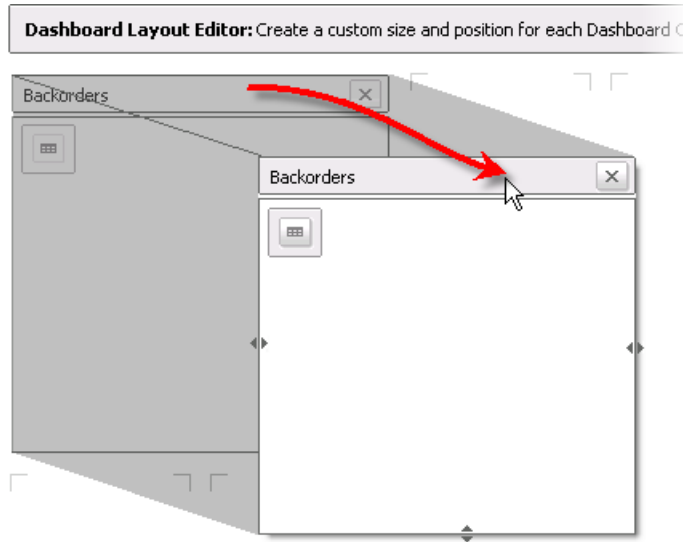 Dashboard Layout Editor: Create a custom size and position for each Dashboard
Backorders
Backorders